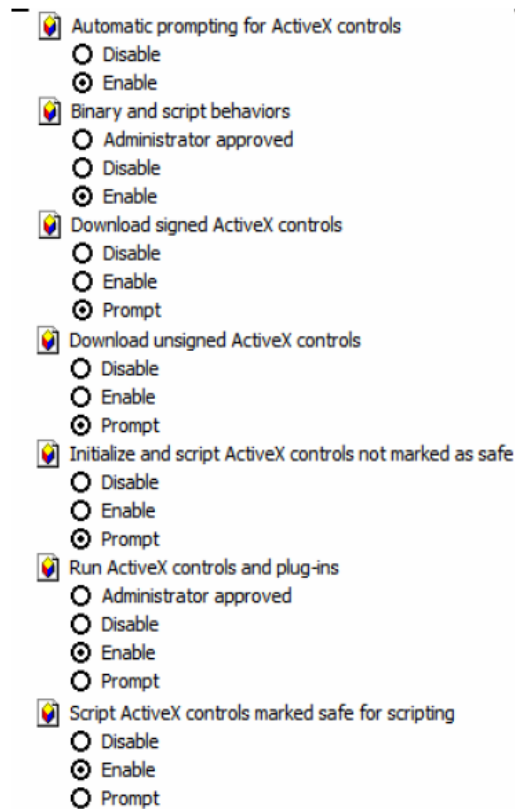 Automatic prompting for ActiveX controls
Disable
Enable
Binary and script behaviors
Administrator approved
Disable
Enable
Download signed ActiveX controls
Disable
Enable
Prompt
Download unsigned ActiveX controls
Disable
Enable
Prompt
Initialize and script ActiveX controls not marked as safe
Disable
Enable
Prompt
Run ActiveX controls and plug-ins
Administrator approved
Disable
Enable
Prompt
Script ActiveX controls marked safe for scripting
Disable
Enable
Prompt